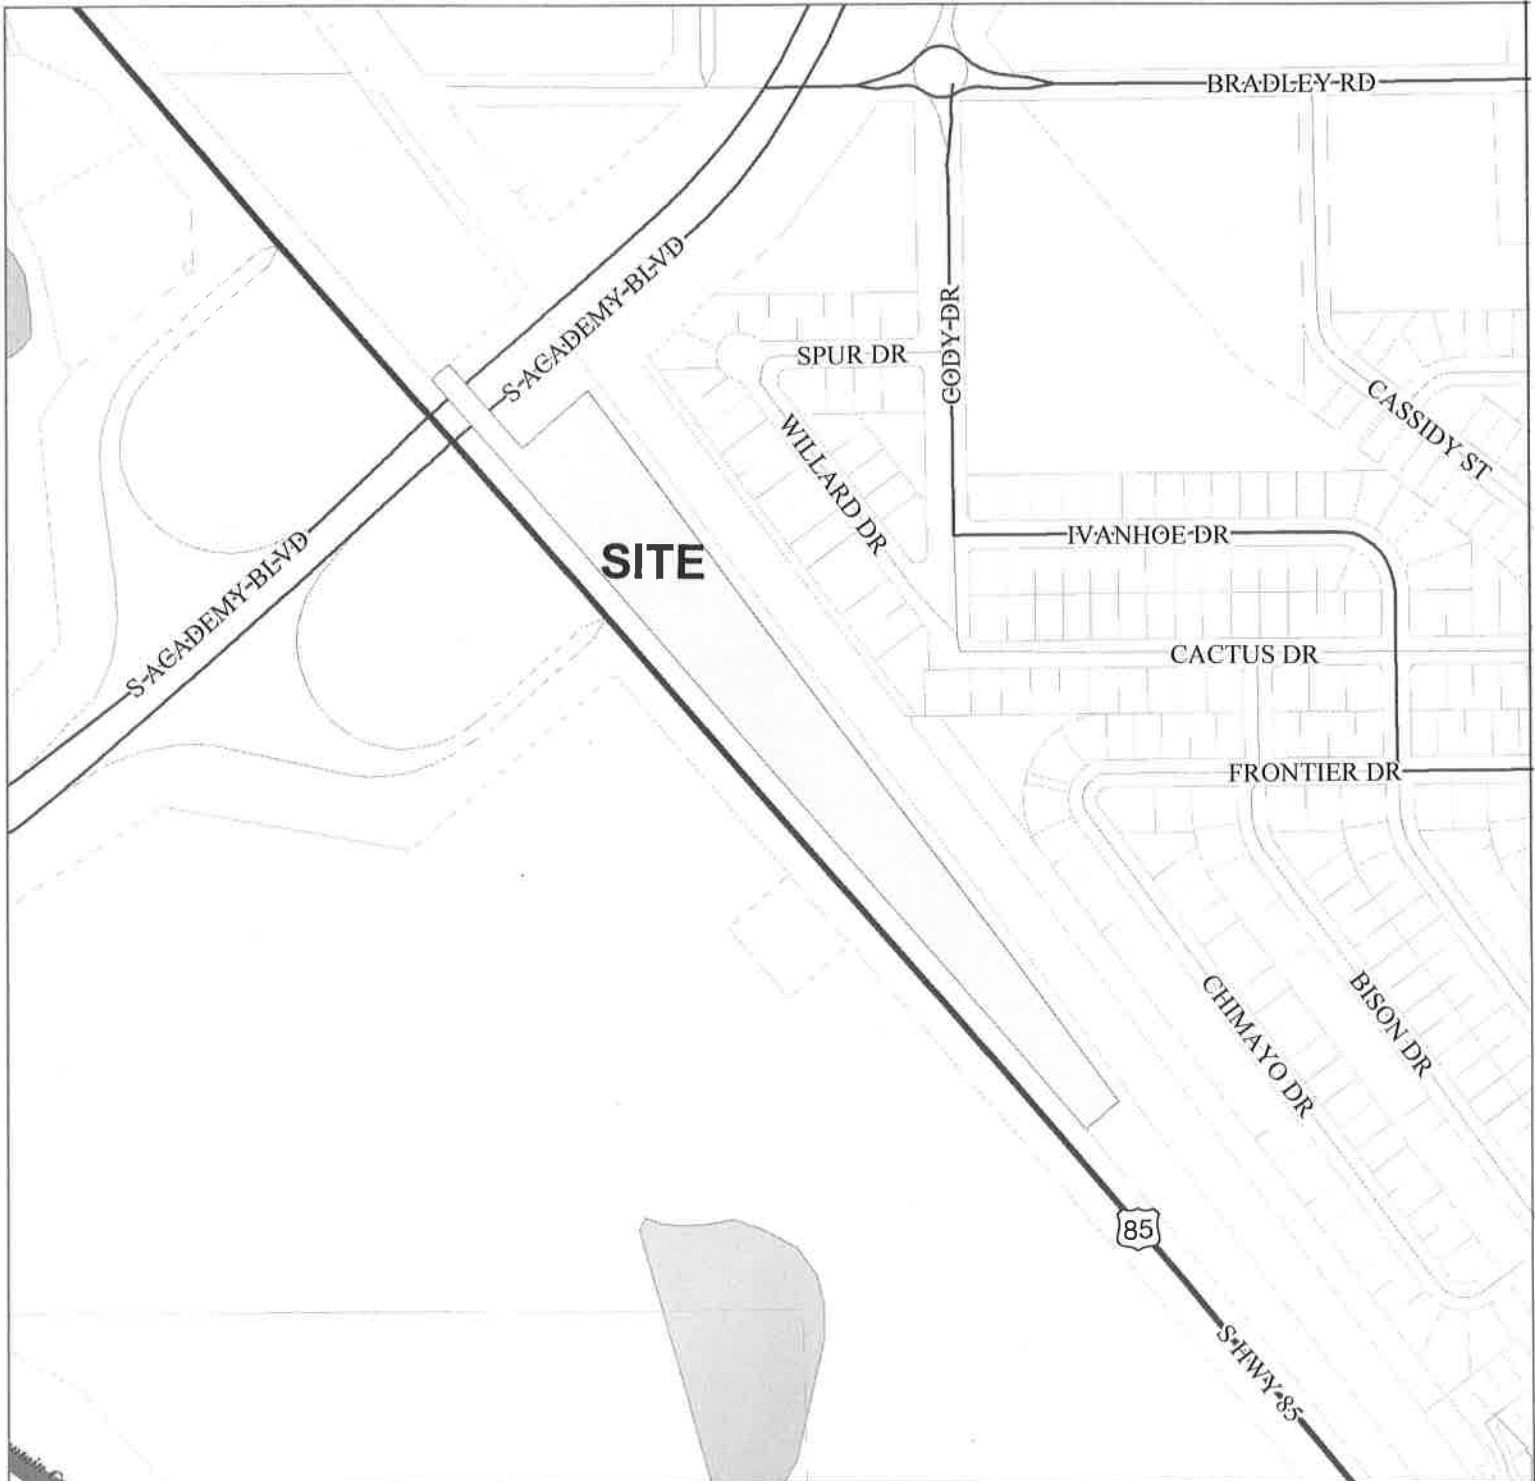 BRADLEY RD
S ACADEMY BLVD
SPUR DR
CODY DR
CASSIDY ST
WILLARD DR
IVANHOE DR
SITE
S ACADEMY BLVD
CACTUS DR
FRONTIER DR
CHIMAYO DR
BISON DR
85
S HWY 85